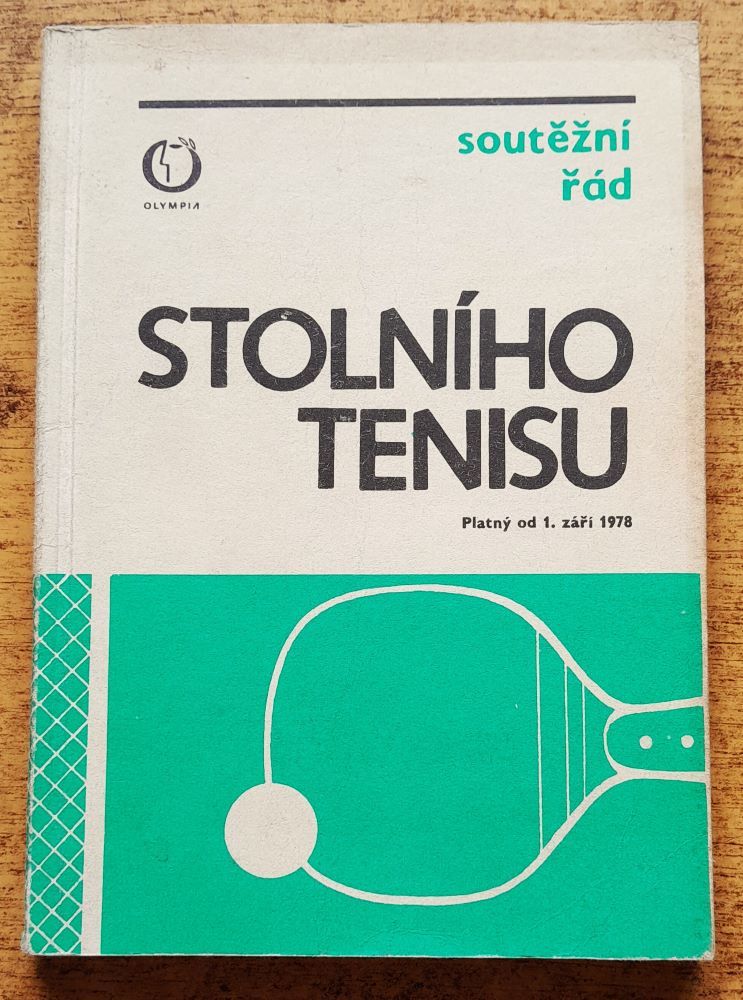 soutěžní
řád
OLYMPIA
STOLNÍHO
TENISU
Platný od 1. září 1978